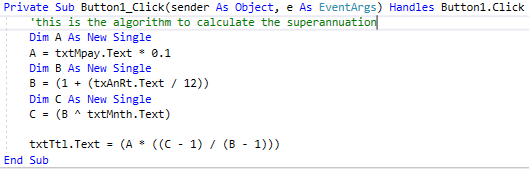 Private Sub Button1_Click(sender As Object, e As EventArgs) Handles Button1.Click
'this is the algorithm to calculate the superannuation
Dim A As New Single
A = txtMpay.Text * 0.1
Dim B As New Single
B = (1 + (txAnRt.Text / 12))
Dim C As New Single
C = (B ^ txtMnth.Text)
txtTtl.Text = (A * ((C - 1) / (B - 1)))
End Sub